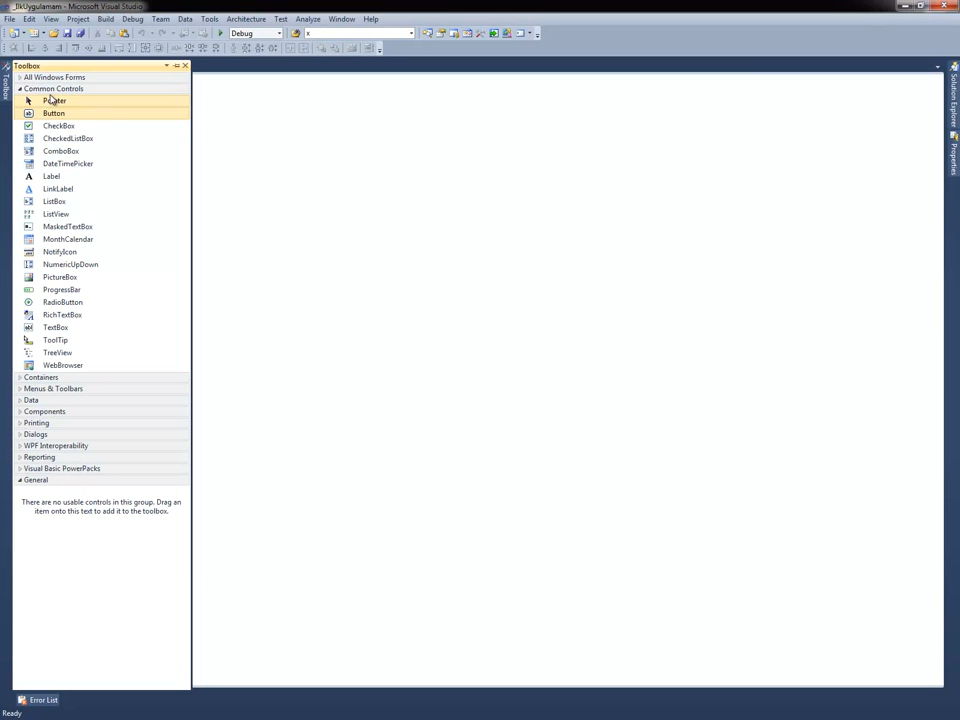 _IlkUygulamam - Microsoft Visual Studio
File Edit View Project Build Debug Team Data Tools Architecture Test Analyze Window Help
Debug x
Toolbox
Toolbox
All Windows Forms
Common Controls
Pointer
Button
CheckBox
CheckedListBox
ComboBox
DateTimePicker
Label
LinkLabel
ListBox
ListView
MaskedTextBox
MonthCalendar
NotifyIcon
NumericUpDown
PictureBox
ProgressBar
RadioButton
RichTextBox
TextBox
ToolTip
TreeView
WebBrowser
Containers
Menus & Toolbars
Data
Components
Printing
Dialogs
WPF Interoperability
Reporting
Visual Basic PowerPacks
General
There are no usable controls in this group. Drag an
item onto this text to add it to the toolbox.
Solution Explorer
Properties
Error List
Ready